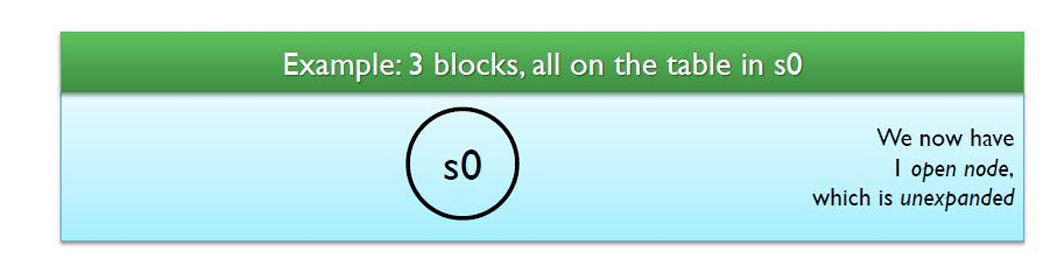 Example: 3 blocks, all on the table in s0
s0
We now have
1 open node,
which is unexpanded